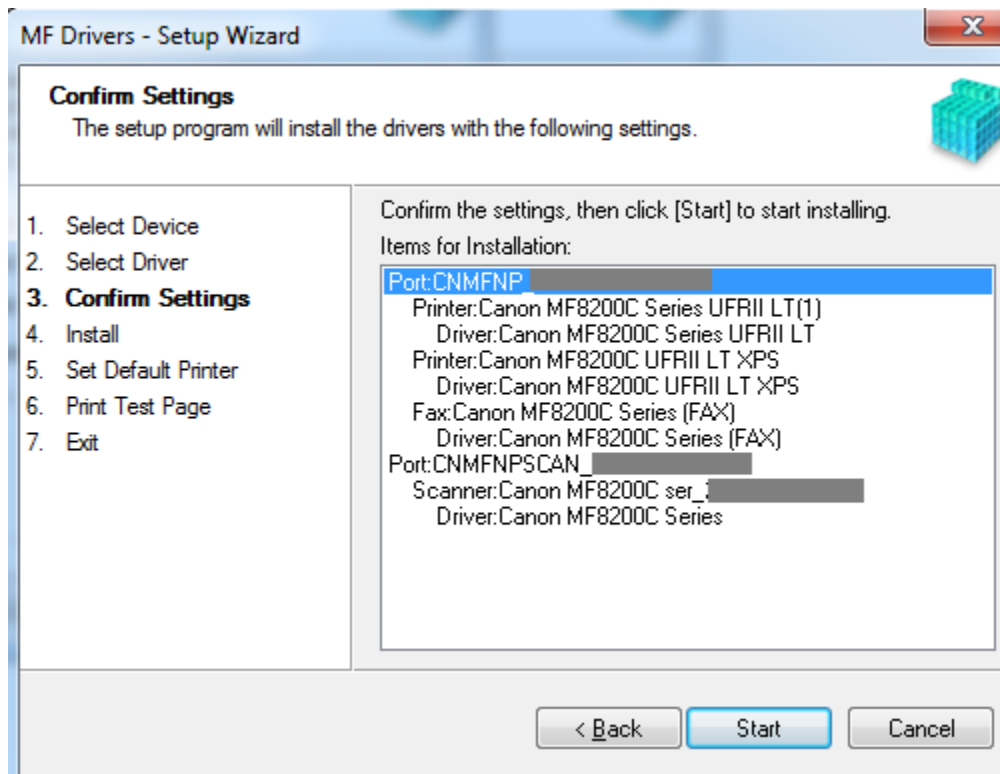 MF Drivers - Setup Wizard
Confirm Settings
The setup program will install the drivers with the following settings.
1. Select Device
2. Select Driver
3. Confirm Settings
4. Install
5. Set Default Printer
6. Print Test Page
7. Exit
Confirm the settings, then click [Start] to start installing.
Items for Installation:
Port:CNMFNP_
Printer:Canon MF8200C Series UFRII LT(1)
Driver:Canon MF8200C Series UFRII LT
Printer:Canon MF8200C UFRII LT XPS
Driver:Canon MF8200C UFRII LT XPS
Fax:Canon MF8200C Series (FAX)
Driver:Canon MF8200C Series (FAX)
Port:CNMFNPSCAN_
Scanner:Canon MF8200C ser_
Driver:Canon MF8200C Series
< Back
Start
Cancel